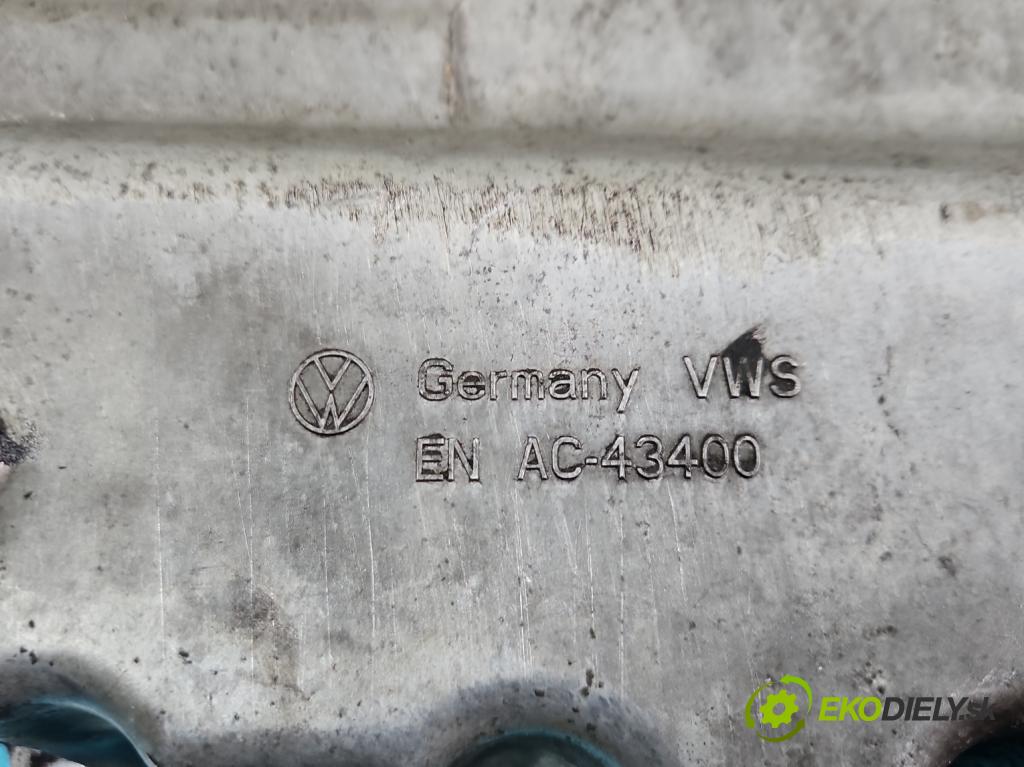 Germany VWS
EN AC-43400
EKODIELY.sk